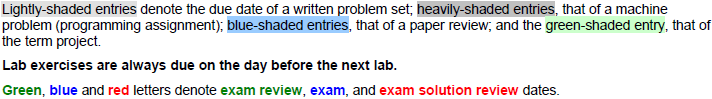 Lightly-shaded entries denote the due date of a written problem set; heavily-shaded entries, that of a machine
problem (programming assignment); blue-shaded entries, that of a paper review; and the green-shaded entry, that of
the term project.
Lab exercises are always due on the day before the next lab.
Green, blue and red letters denote exam review, exam, and exam solution review dates.